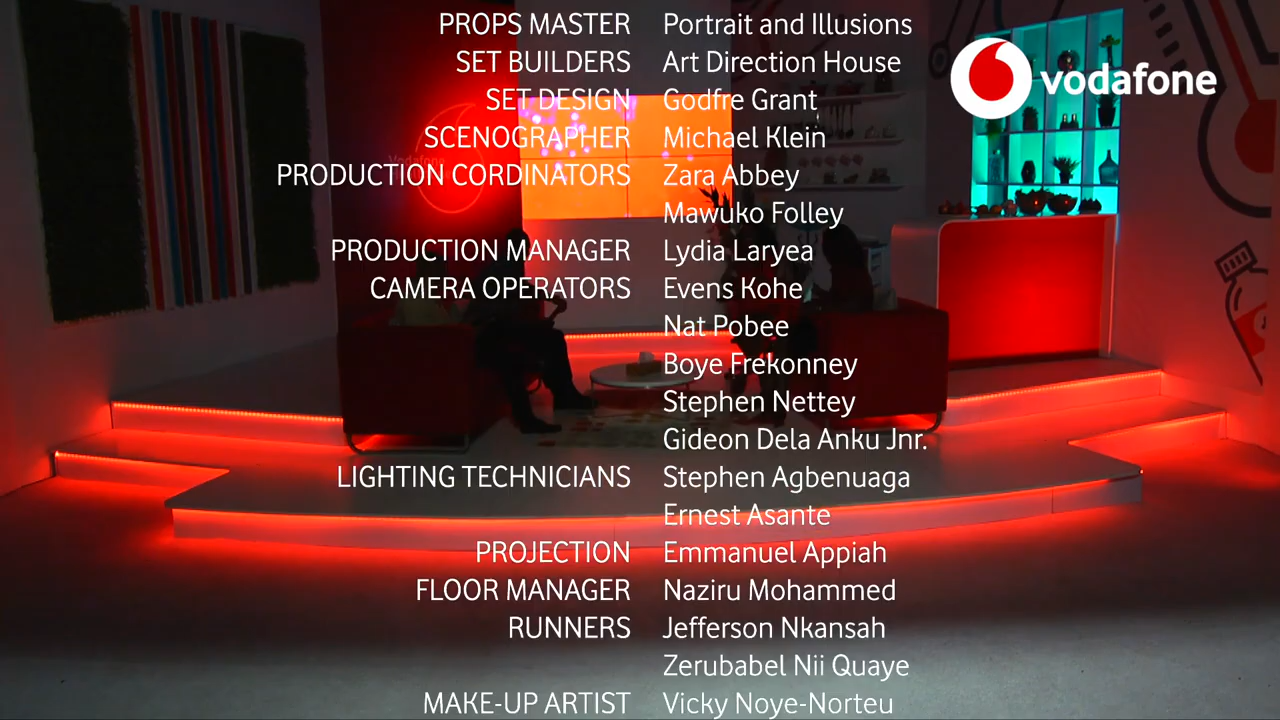 PROPS MASTER Portrait and Illusions
vodafone
SET BUILDERS Art Direction House
SET DESIGN Godfre Grant
SCENOGRAPHER Michael Klein
Vodafone
PRODUCTION CORDINATORS Zara Abbey
Mawuko Folley
PRODUCTION MANAGER Lydia Laryea
CAMERA OPERATORS Evens Kohe
Nat Pobee
Boye Frekonney
Stephen Nettey
Gideon Dela Anku Jnr.
LIGHTING TECHNICIANS Stephen Agbenuaga
Ernest Asante
PROJECTION Emmanuel Appiah
FLOOR MANAGER Naziru Mohammed
RUNNERS Jefferson Nkansah
Zerubabel Nii Quaye
MAKE-UP ARTIST Vicky Noye-Norteu